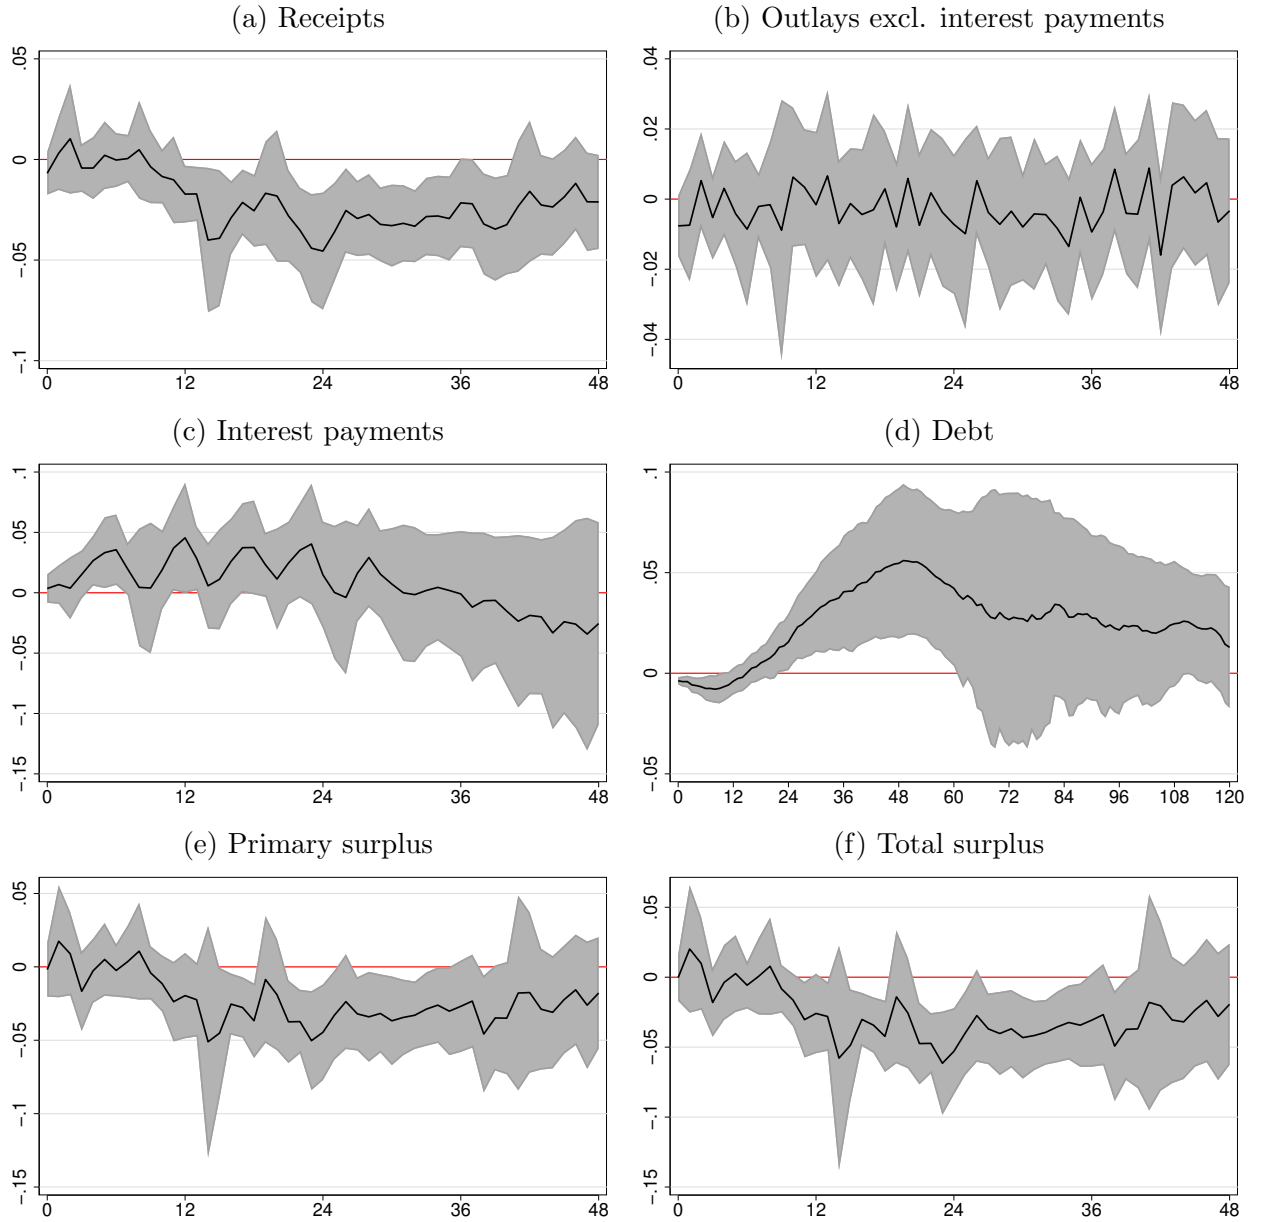 (a) Receipts
.05
0
-.05
-.1
0 12 24 36 48
(b) Outlays excl. interest payments
.04
.02
0
-.02
-.04
0 12 24 36 48
(c) Interest payments
.1
.05
0
-.05
-.1
-.15
0 12 24 36 48
(d) Debt
.1
.05
0
-.05
0 12 24 36 48 60 72 84 96 108 120
(e) Primary surplus
.05
0
-.05
-.1
-.15
0 12 24 36 48
(f) Total surplus
.05
0
-.05
-.1
-.15
0 12 24 36 48